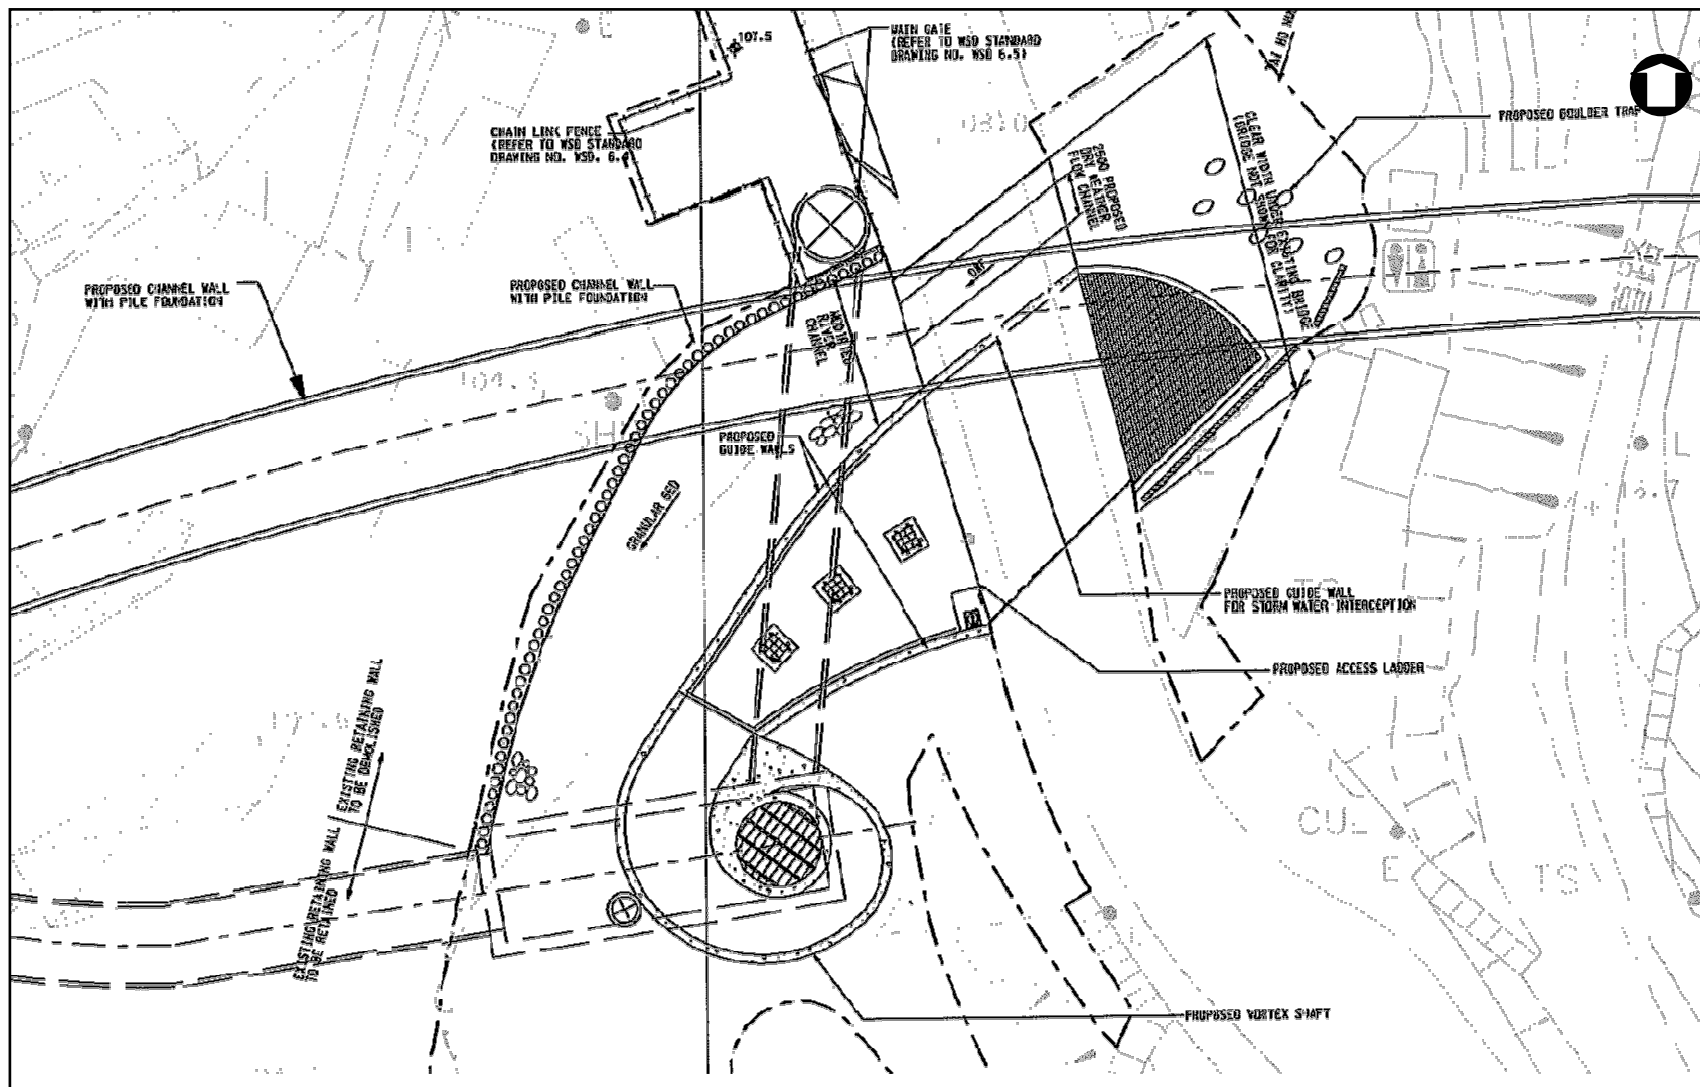 107.5
MAIN GATE
(REFER TO WSD STANDARD
DRAWING NO. WSD 6.5)
CHAIN LINK FENCE
(REFER TO WSD STANDARD
DRAWING NO. WSD. 6.
PROPOSED BOULDER TRAP
CLEAR WIDTH UNDER EXISTING BRIDGE
(BRIDGE NOT SHOWN FOR CLARITY)
2500 PROPOSED
DRY WEATHER
FLOW CHANNEL
PROPOSED CHANNEL WALL
WITH PILE FOUNDATION
PROPOSED CHANNEL WALL
WITH PILE FOUNDATION
RIVER
CHANNEL
PROPOSED
GUIDE WALLS
GRANULAR BED
PROPOSED GUIDE WALL
FOR STORM WATER INTERCEPTION
PROPOSED ACCESS LADDER
EXISTING RETAINING WALL
TO BE DEMOLISHED
EXISTING RETAINING WALL
TO BE RETAINED
TS
PROPOSED VORTEX SHAFT